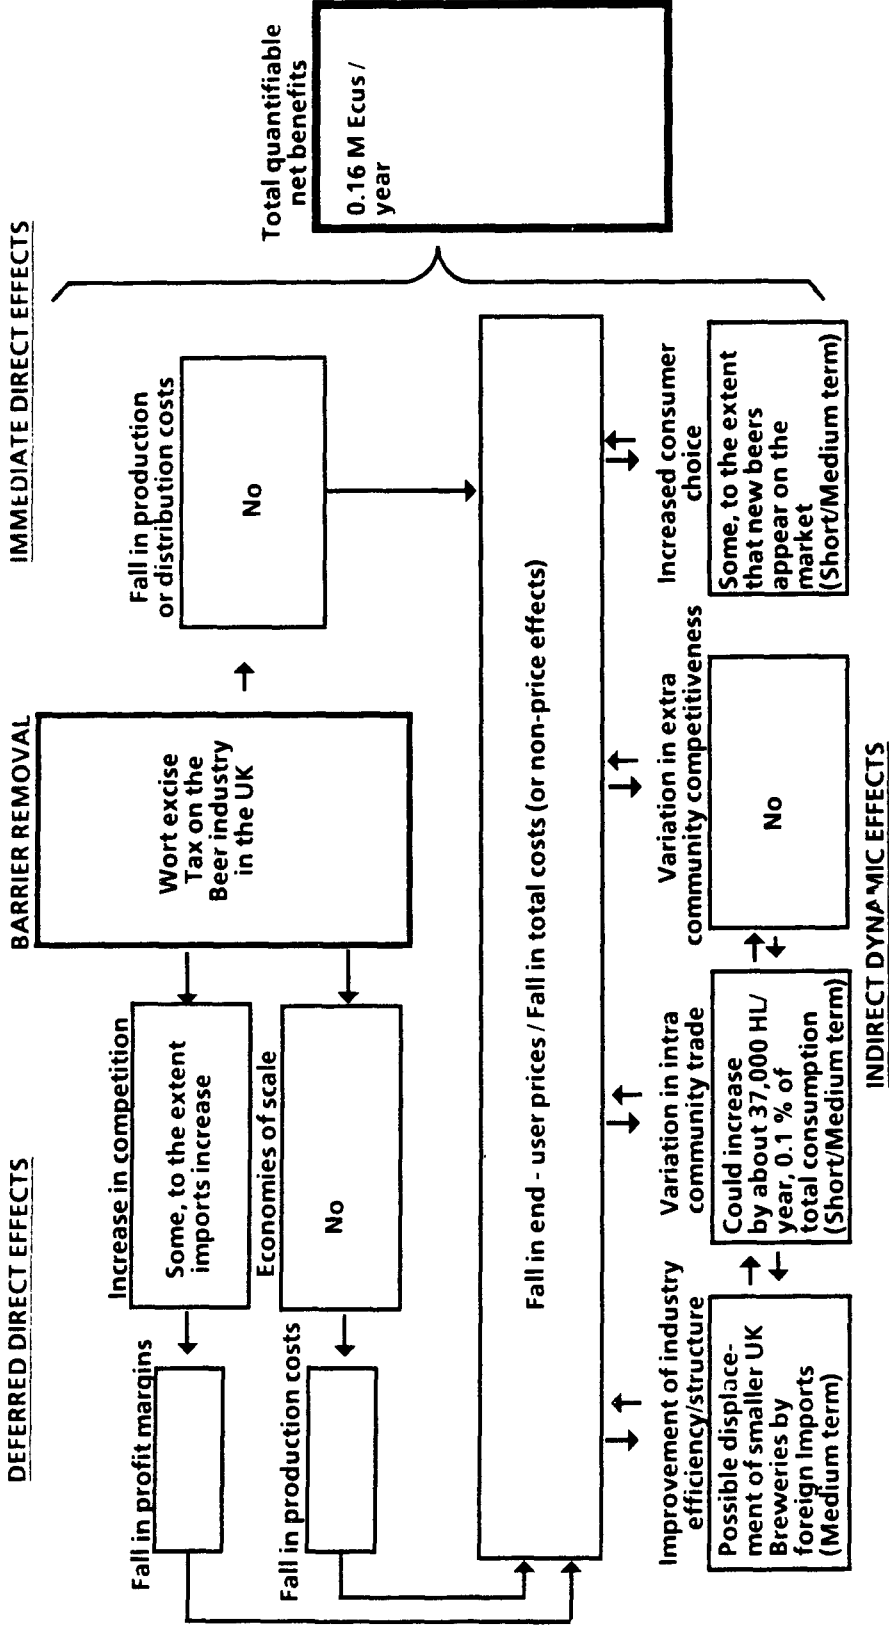 DEFERRED DIRECT EFFECTS
BARRIER REMOVAL
IMMEDIATE DIRECT EFFECTS
Wort excise
Tax on the
Beer industry
in the UK
Increase in competition
Some, to the extent
imports increase
Fall in profit margins
Economies of scale
No
Fall in production costs
Fall in production
or distribution costs
No
Total quantifiable
net benefits
0.16 M Ecus /
year
Fall in end - user prices / Fall in total costs (or non-price effects)
Improvement of industry
efficiency/structure
Possible displace-
ment of smaller UK
Breweries by
foreign Imports
(Medium term)
Variation in intra
community trade
Could increase
by about 37,000 HL/
year, 0.1 % of
total consumption
(Short/Medium term)
Variation in extra
community competitiveness
No
Increased consumer
choice
Some, to the extent
that new beers
appear on the
market
(Short/Medium term)
INDIRECT DYNAMIC EFFECTS